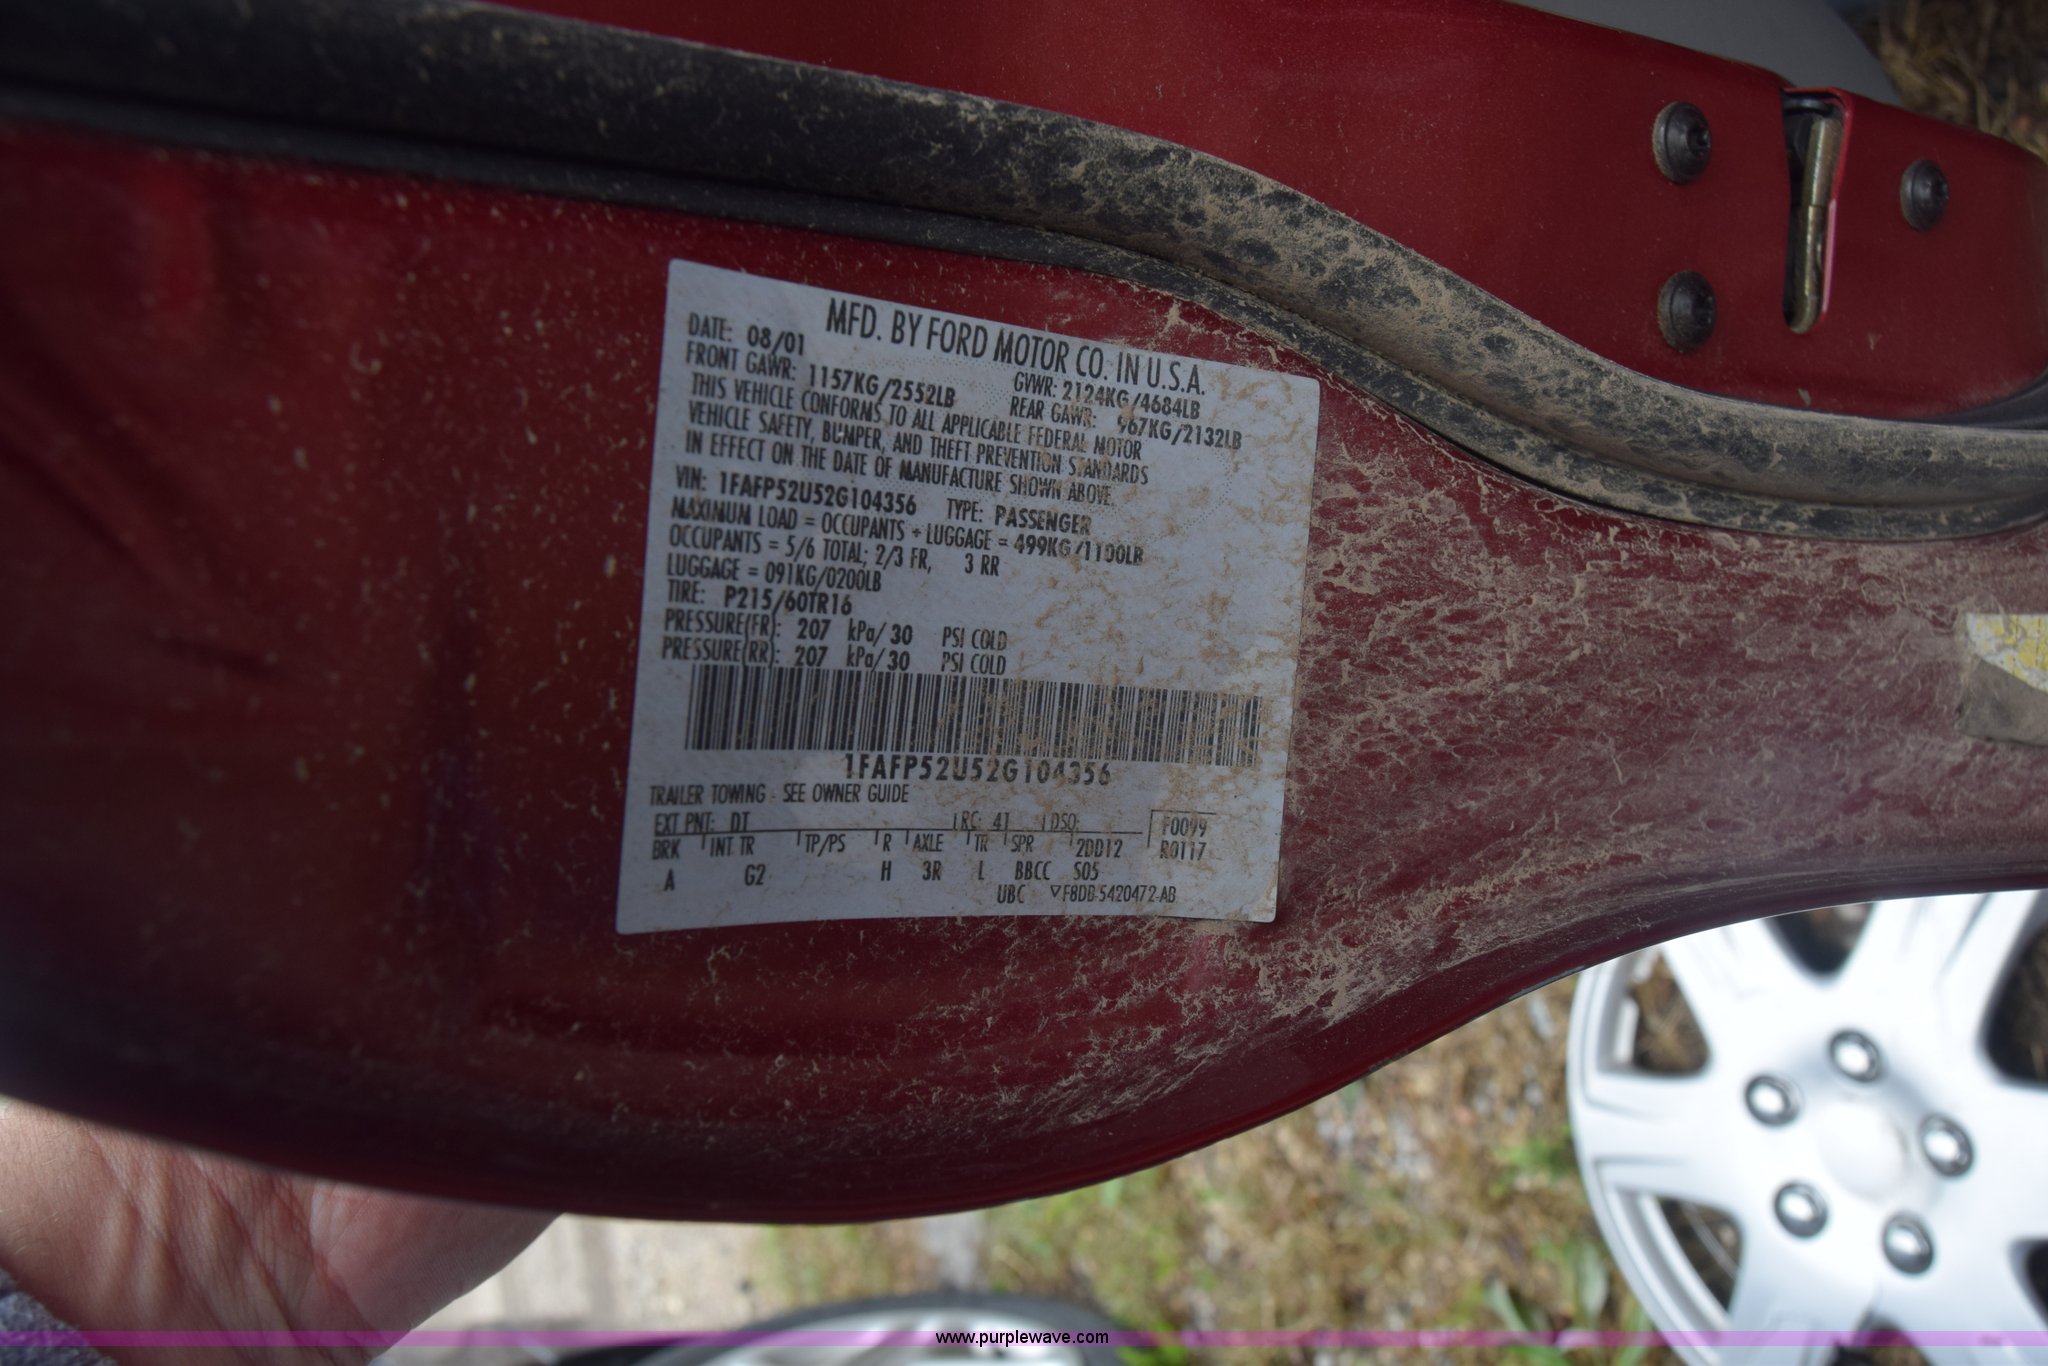 MFD. BY FORD MOTOR CO. IN U.S.A.
DATE: 08/01 GVWR: 2124KG/4684LB
FRONT GAWR: 1157KG/2552LB REAR GAWR: 967KG/2132LB
THIS VEHICLE CONFORMS TO ALL APPLICABLE FEDERAL MOTOR
VEHICLE SAFETY, BUMPER, AND THEFT PREVENTION STANDARDS
IN EFFECT ON THE DATE OF MANUFACTURE SHOWN ABOVE.
VIN: 1FAFP52U52G104356 TYPE: PASSENGER
MAXIMUM LOAD = OCCUPANTS + LUGGAGE = 499KG/1100LB
OCCUPANTS = 5/6 TOTAL; 2/3 FR, 3 RR
LUGGAGE = 091KG/0200LB
TIRE: P215/60TR16
PRESSURE(FR): 207 kPa/ 30 PSI COLD
PRESSURE(RR): 207 kPa/ 30 PSI COLD
1FAFP52U52G104356
TRAILER TOWING - SEE OWNER GUIDE
EXT PNT: DT RC: 41 DSO: F0099
BRK INT TR TP/PS R AXLE TR SPR 2DD12 R0117
A G2 H 3R L BBCC S05
UBC ▽F8DB-5420472-AB
www.purplewave.com